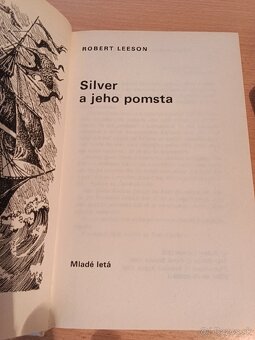 ROBERT LEESON
Silver
a jeho pomsta
Mladé letá